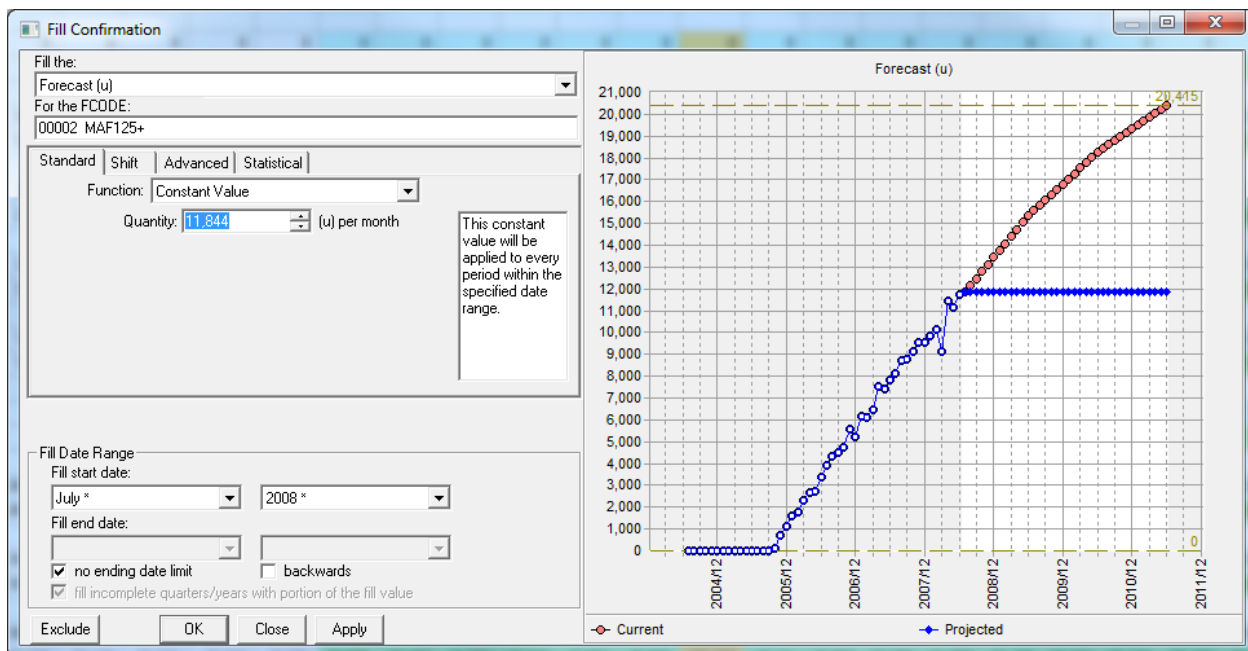 Fill Confirmation
Fill the:
Forecast (u)
For the FCODE:
00002 MAF125+
Standard Shift Advanced Statistical
Function: Constant Value
Quantity: 11,844 (u) per month
This constant
value will be
applied to every
period within the
specified date
range.
Fill Date Range
Fill start date:
July * 2008 *
Fill end date:
no ending date limit backwards
fill incomplete quarters/years with portion of the fill value
Exclude OK Close Apply
Forecast (u)
21,000
20,000
19,000
18,000
17,000
16,000
15,000
14,000
13,000
12,000
11,000
10,000
9,000
8,000
7,000
6,000
5,000
4,000
3,000
2,000
1,000
0
20,415
0
2004/12 2005/12 2006/12 2007/12 2008/12 2009/12 2010/12 2011/12
Current Projected